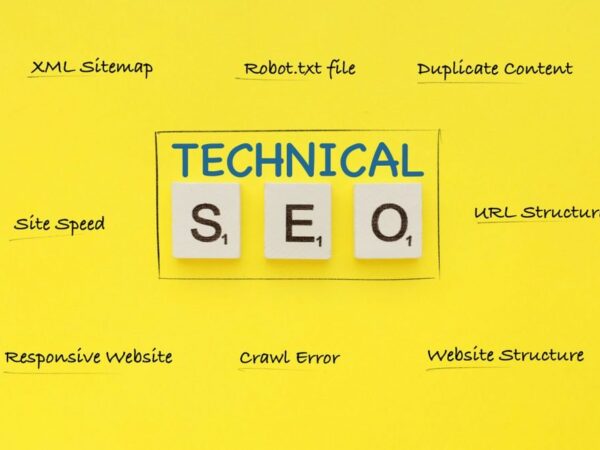 XML Sitemap
Robot.txt file
Duplicate Content
TECHNICAL
S1 E1 O1
Site Speed
URL Structur
Responsive Website
Crawl Error
Website Structure